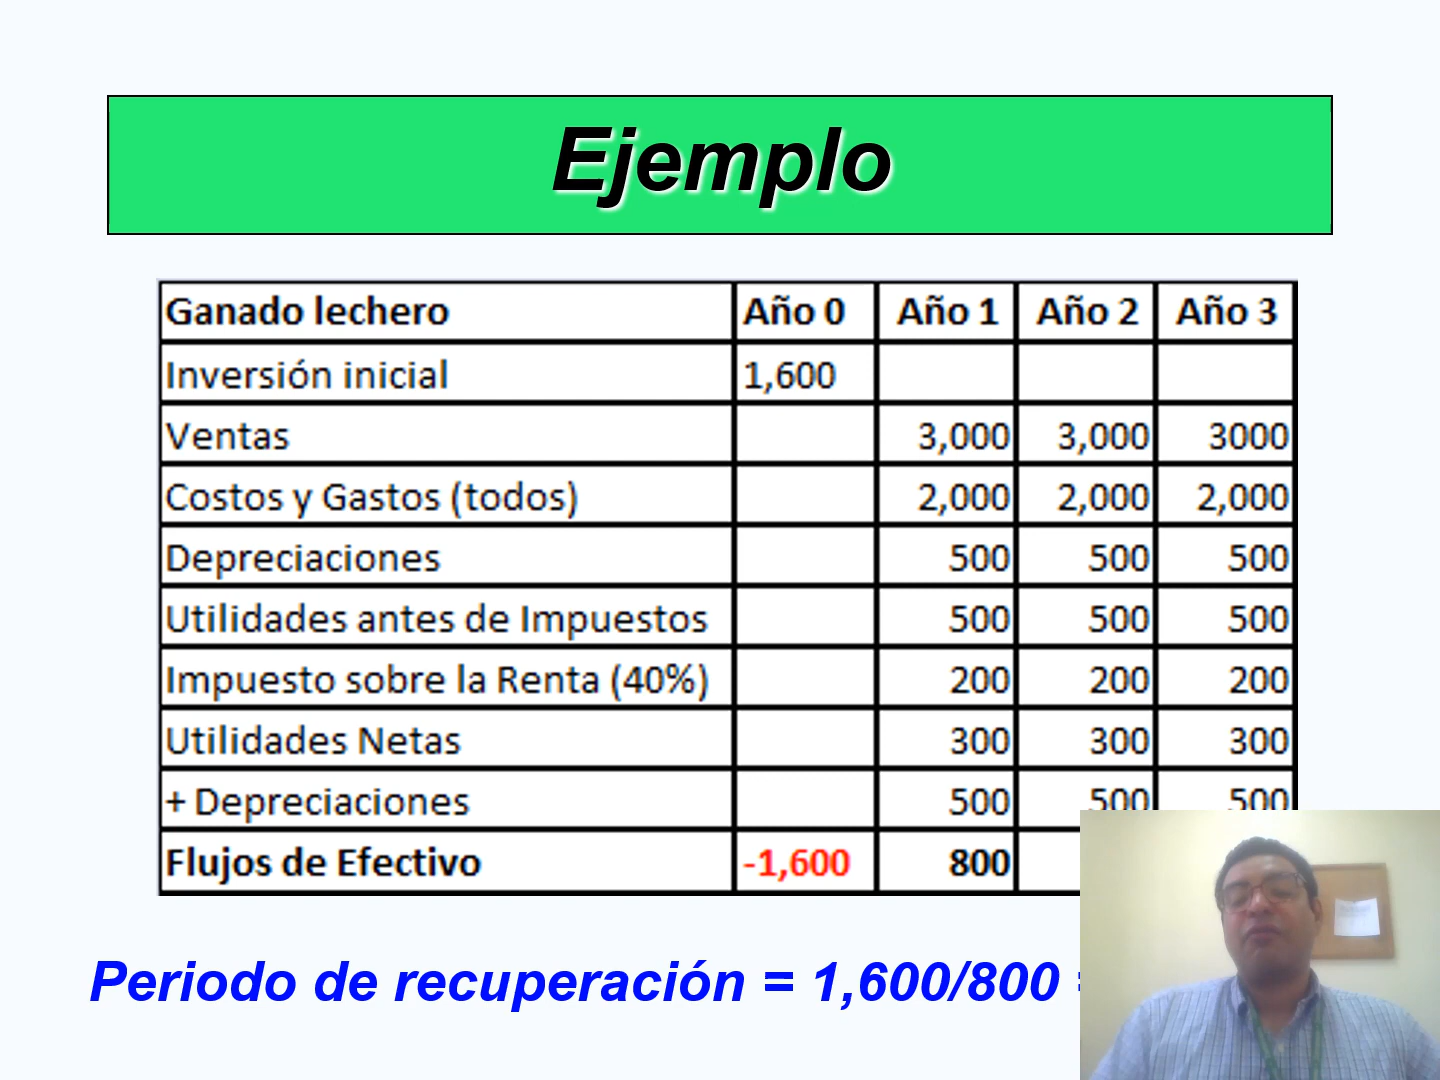 Ejemplo
Ganado lechero Año 0 Año 1 Año 2 Año 3
Inversión inicial 1,600
Ventas 3,000 3,000 3000
Costos y Gastos (todos) 2,000 2,000 2,000
Depreciaciones 500 500 500
Utilidades antes de Impuestos 500 500 500
Impuesto sobre la Renta (40%) 200 200 200
Utilidades Netas 300 300 300
+ Depreciaciones 500 500 500
Flujos de Efectivo -1,600 800
Periodo de recuperación = 1,600/800 =